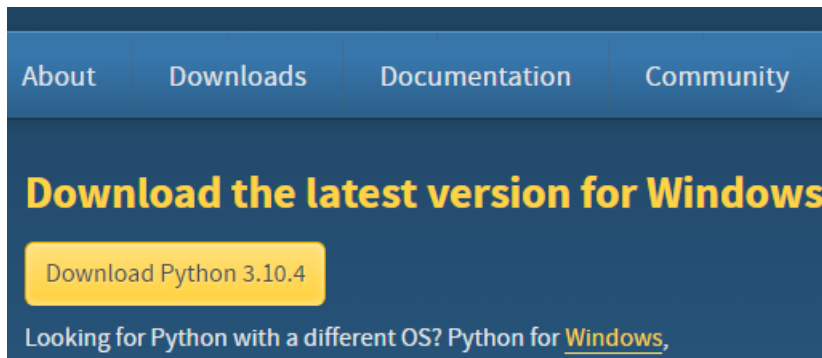 About Downloads Documentation Community
Download the latest version for Windows
Download Python 3.10.4
Looking for Python with a different OS? Python for Windows,